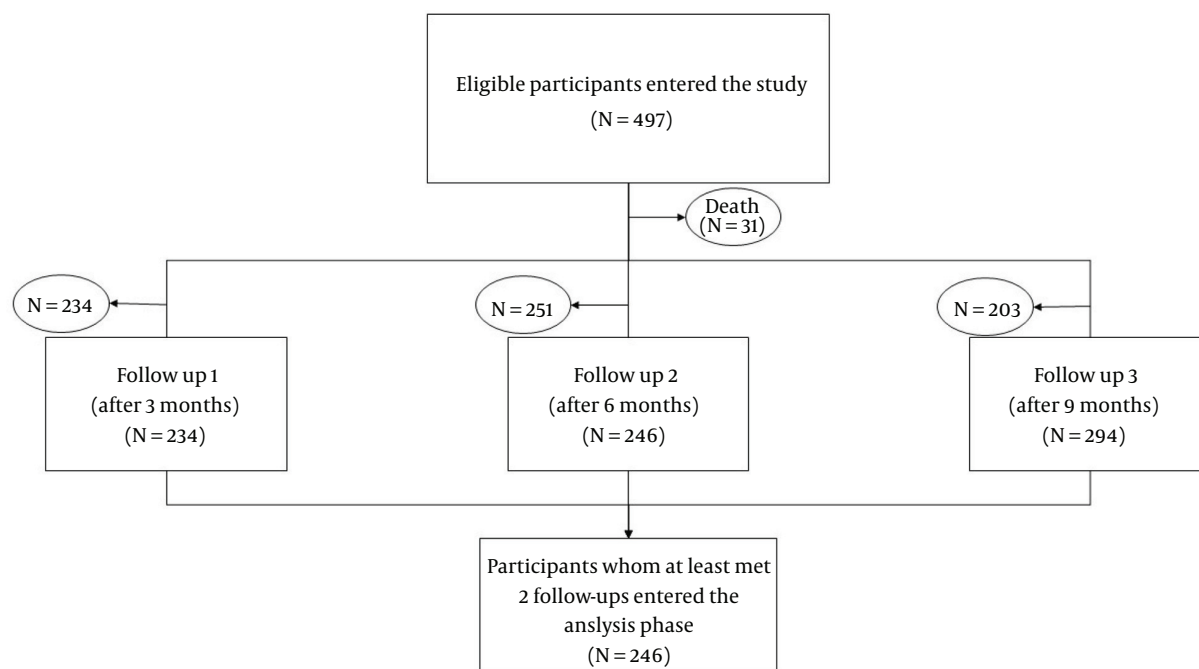 Eligible participants entered the study
(N = 497)
Death
(N = 31)
N = 234
N = 251
N = 203
Follow up 1
(after 3 months)
(N = 234)
Follow up 2
(after 6 months)
(N = 246)
Follow up 3
(after 9 months)
(N = 294)
Participants whom at least met
2 follow-ups entered the
anslysis phase
(N = 246)